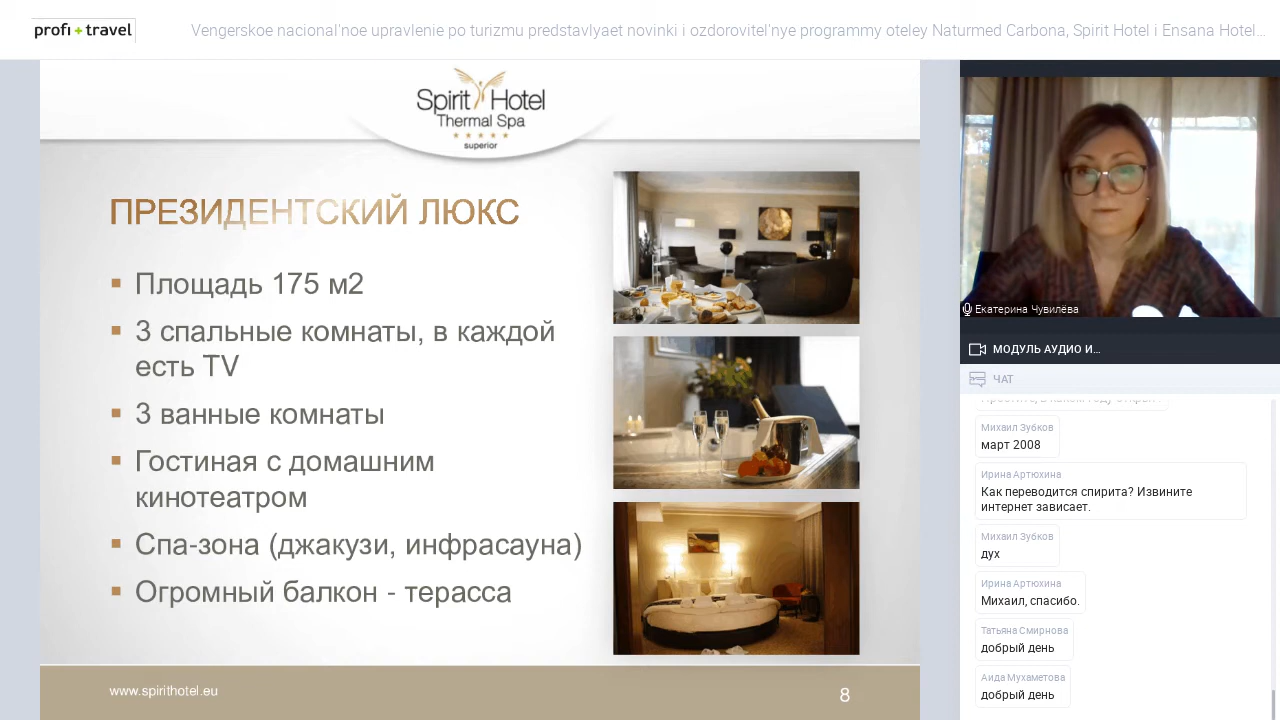 profi + travel
Vengerskoe nacional'noe upravlenie po turizmu predstavlyaet novinki i ozdorovitel'nye programmy oteley Naturmed Carbona, Spirit Hotel i Ensana Hotel...
Spirit Hotel
Thermal Spa
superior
ПРЕЗИДЕНТСКИЙ ЛЮКС
▪ Площадь 175 м2
▪ 3 спальные комнаты, в каждой
есть TV
▪ 3 ванные комнаты
▪ Гостиная с домашним
кинотеатром
▪ Спа-зона (джакузи, инфрасауна)
▪ Огромный балкон - терасса
www.spirithotel.eu
8
Екатерина Чувилёва
МОДУЛЬ АУДИО И...
ЧАТ
Михаил Зубков
март 2008
Ирина Артюхина
Как переводится спирита? Извините
интернет зависает.
Михаил Зубков
дух
Ирина Артюхина
Михаил, спасибо.
Татьяна Смирнова
добрый день
Аида Мухаметова
добрый день